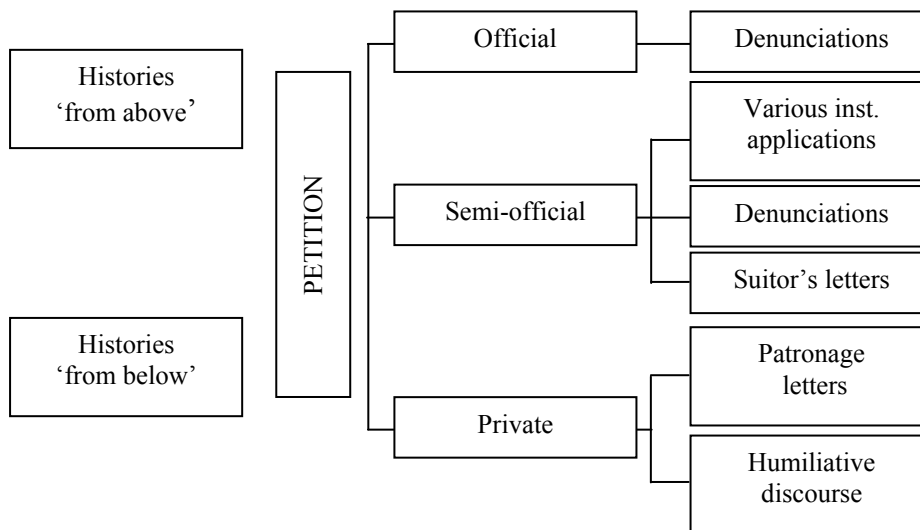 Histories
‘from above’
Histories
‘from below’
PETITION
Official
Semi-official
Private
Denunciations
Various inst.
applications
Denunciations
Suitor’s letters
Patronage
letters
Humiliative
discourse